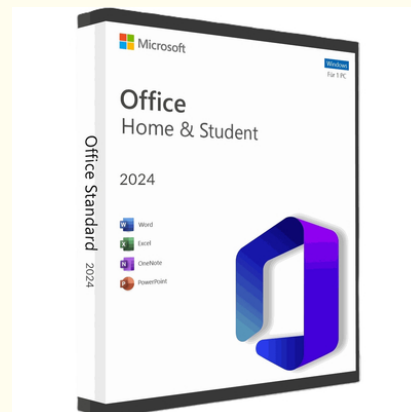 Microsoft
Windows
Für 1 PC
Office
Home & Student
2024
Word
Excel
OneNote
PowerPoint
Office Standard 2024